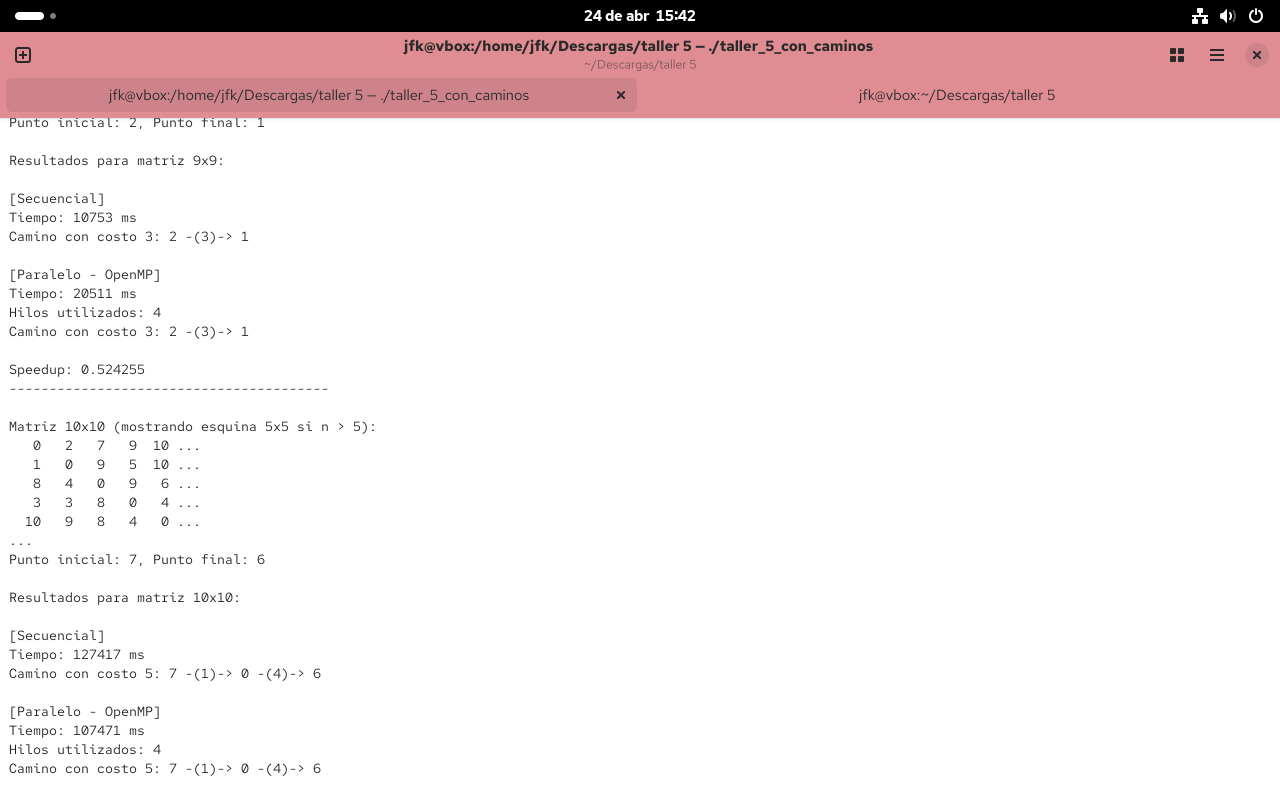 24 de abr 15:42
jfk@vbox:/home/jfk/Descargas/taller 5 — ./taller_5_con_caminos
~/Descargas/taller 5
jfk@vbox:/home/jfk/Descargas/taller 5 — ./taller_5_con_caminos
jfk@vbox:~/Descargas/taller 5
Punto inicial: 2, Punto final: 1
Resultados para matriz 9x9:
[Secuencial]
Tiempo: 10753 ms
Camino con costo 3: 2 -(3)-> 1
[Paralelo - OpenMP]
Tiempo: 20511 ms
Hilos utilizados: 4
Camino con costo 3: 2 -(3)-> 1
Speedup: 0.524255
----------------------------------------
Matriz 10x10 (mostrando esquina 5x5 si n > 5):
0 2 7 9 10 ...
1 0 9 5 10 ...
8 4 0 9 6 ...
3 3 8 0 4 ...
10 9 8 4 0 ...
...
Punto inicial: 7, Punto final: 6
Resultados para matriz 10x10:
[Secuencial]
Tiempo: 127417 ms
Camino con costo 5: 7 -(1)-> 0 -(4)-> 6
[Paralelo - OpenMP]
Tiempo: 107471 ms
Hilos utilizados: 4
Camino con costo 5: 7 -(1)-> 0 -(4)-> 6